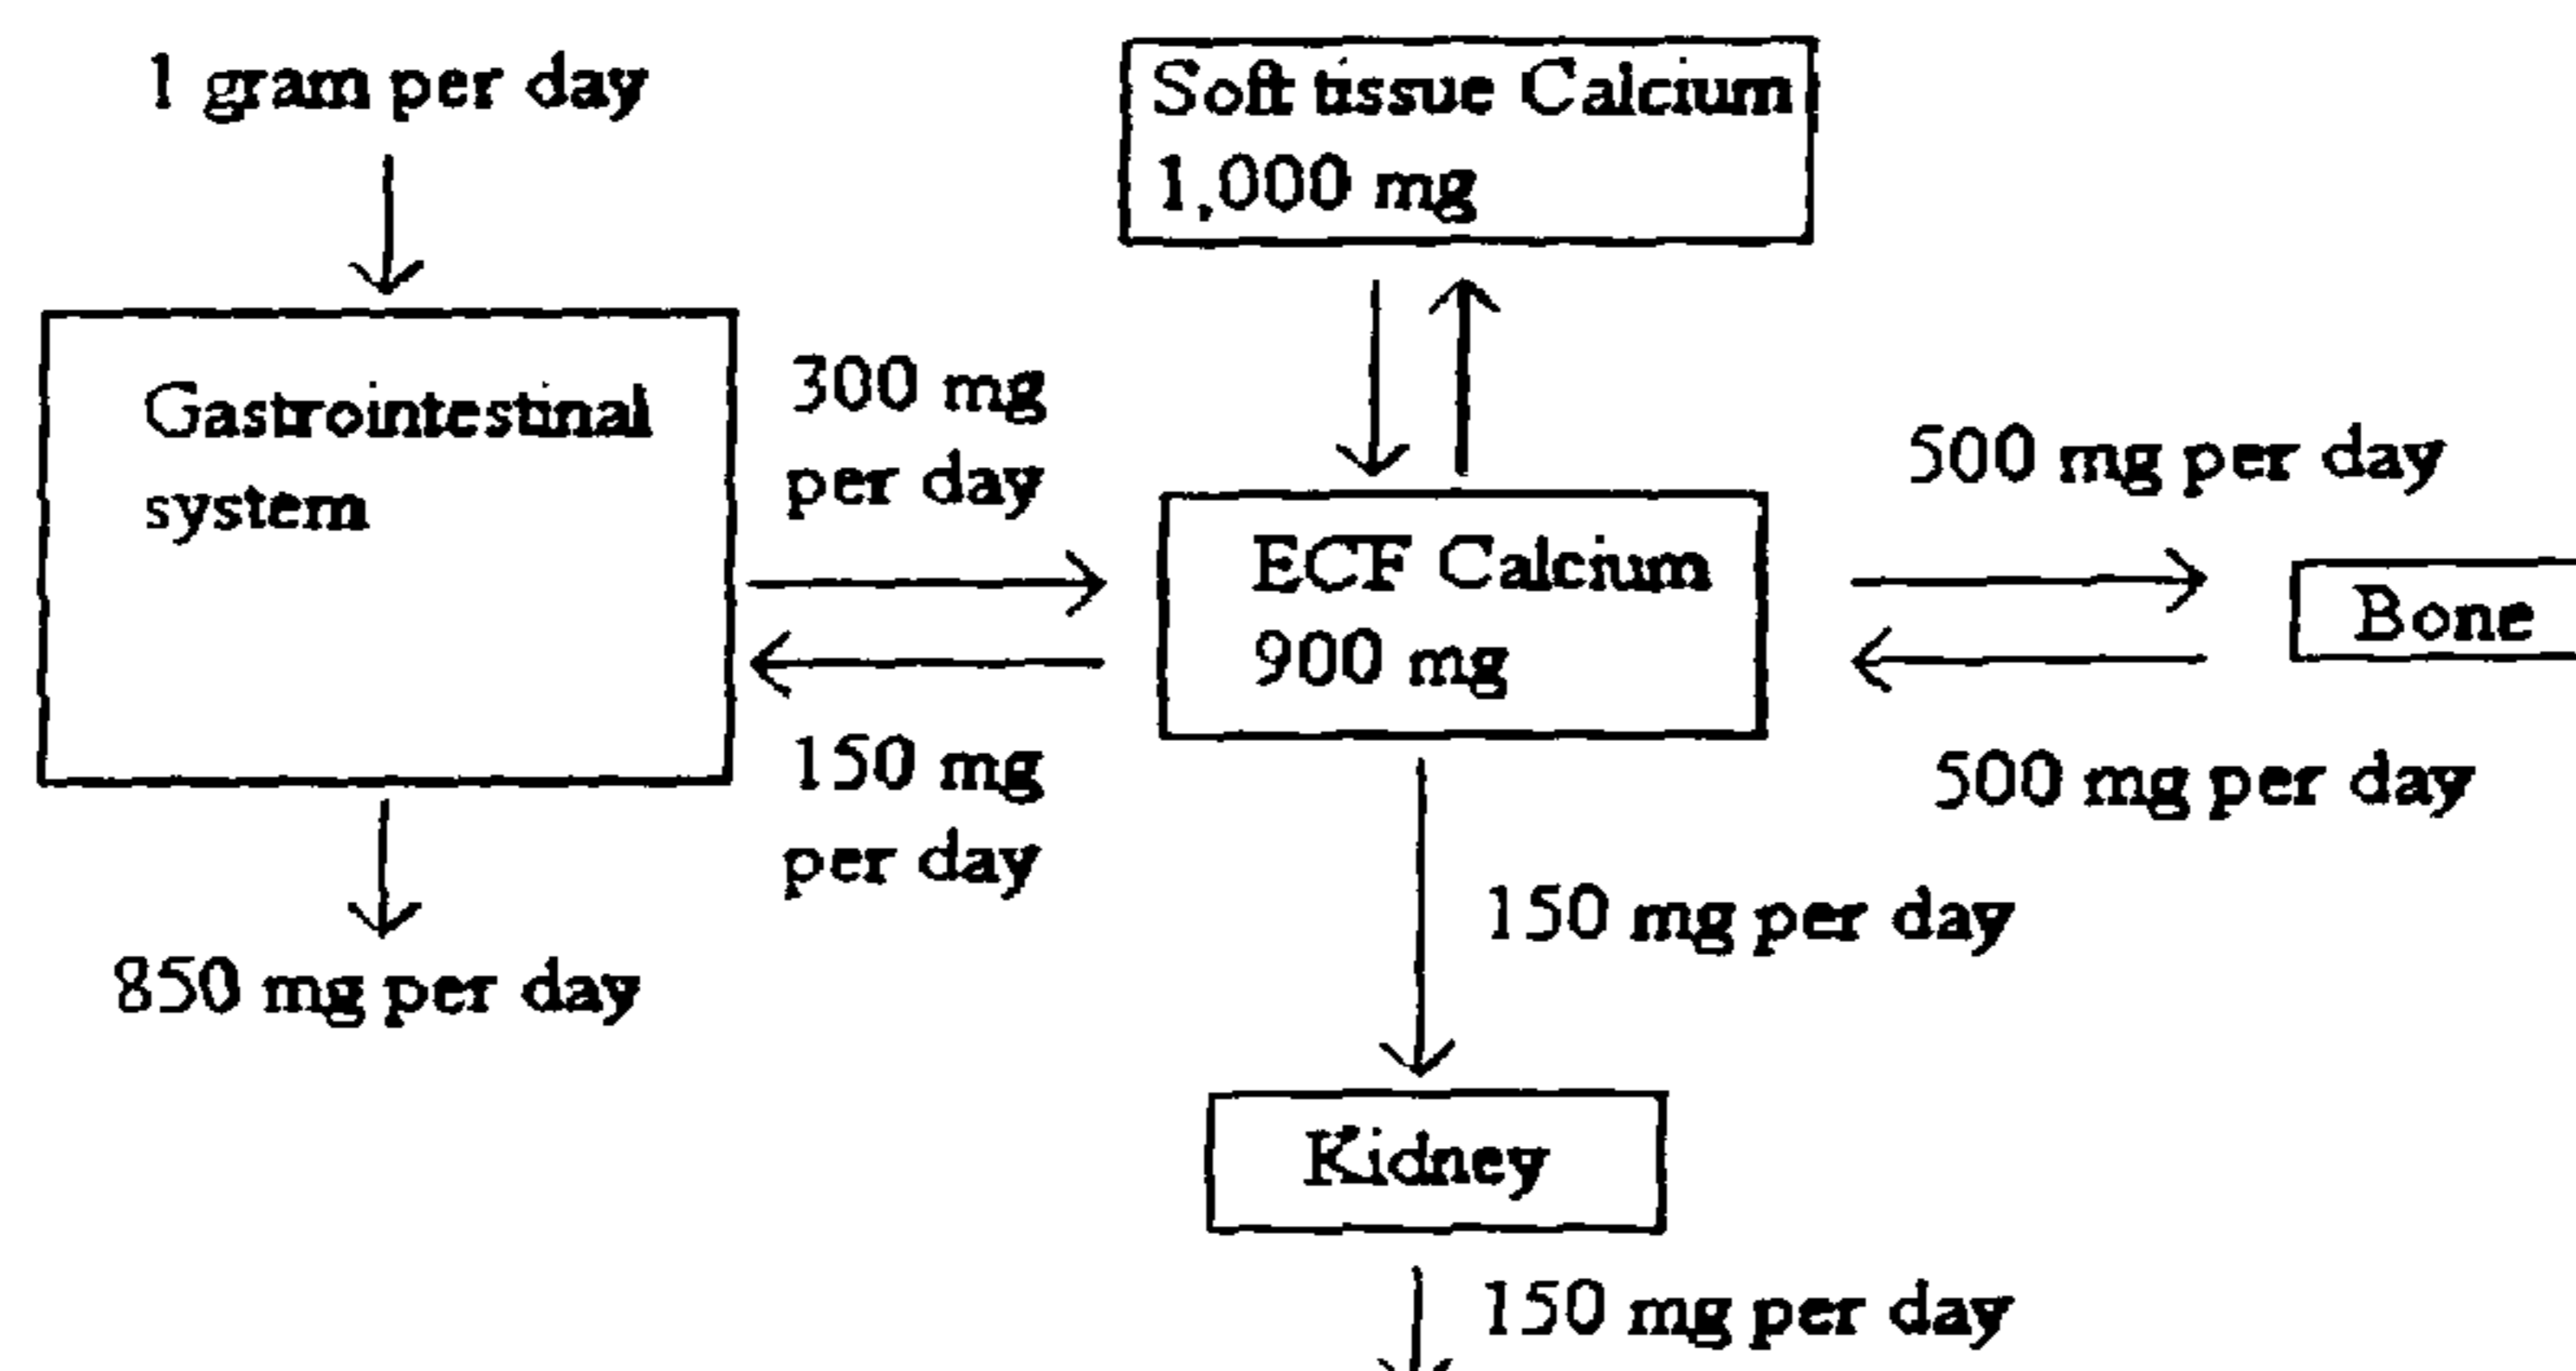 1 gram per day
Soft tissue Calcium
1,000 mg
Gastrointestinal
system
300 mg
per day
150 mg
per day
ECF Calcium
900 mg
500 mg per day
Bone
500 mg per day
850 mg per day
150 mg per day
Kidney
150 mg per day